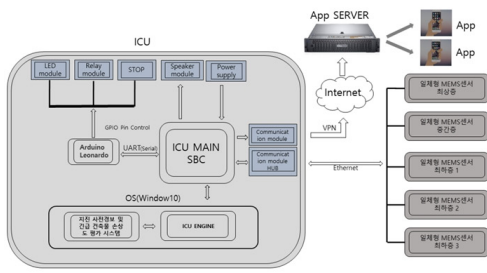 App SERVER
App
App
ICU
LED
module
Relay
module
STOP
Speaker
module
Power
supply
Internet
GPIO Pin Control
VPN
Arduino
Leonardo
UART(Serial)
ICU MAIN
SBC
Communicat
ion module
Communicat
ion module
HUB
Ethernet
OS(Window10)
지진 사전정보 및
긴급 건축물 손상
도 평가 시스템
ICU ENGINE
일체형 MEMS센서
최상층
일체형 MEMS센서
중간층
일체형 MEMS센서
최하층 1
일체형 MEMS센서
최하층 2
일체형 MEMS센서
최하층 3